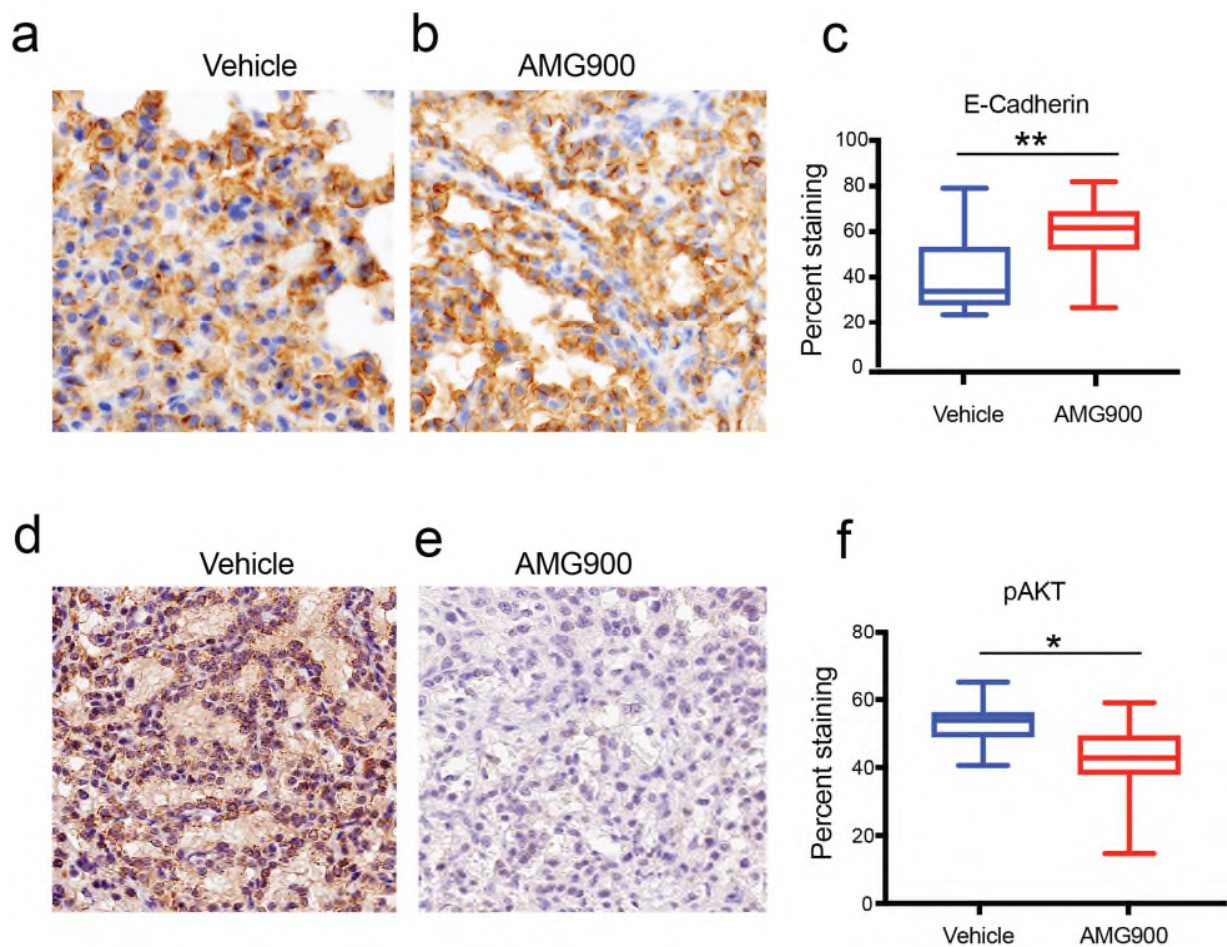 a
Vehicle
b
AMG900
c
E-Cadherin
**
Percent staining
100
80
60
40
20
0
Vehicle
AMG900
d
Vehicle
e
AMG900
f
pAKT
*
Percent staining
80
60
40
20
0
Vehicle
AMG900